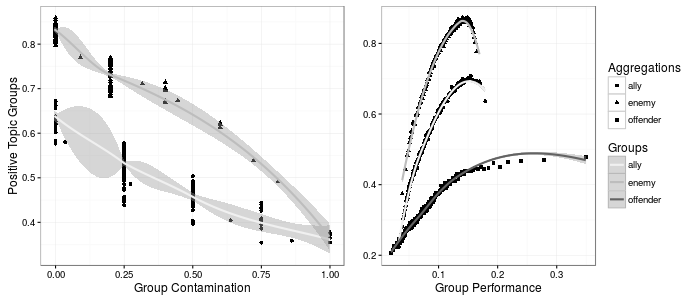 Positive Topic Groups
0.8
0.7
0.6
0.5
0.4
0.00 0.25 0.50 0.75 1.00
Group Contamination
0.8
0.6
0.4
0.2
0.1 0.2 0.3
Group Performance
Aggregations
ally
enemy
offender
Groups
ally
enemy
offender